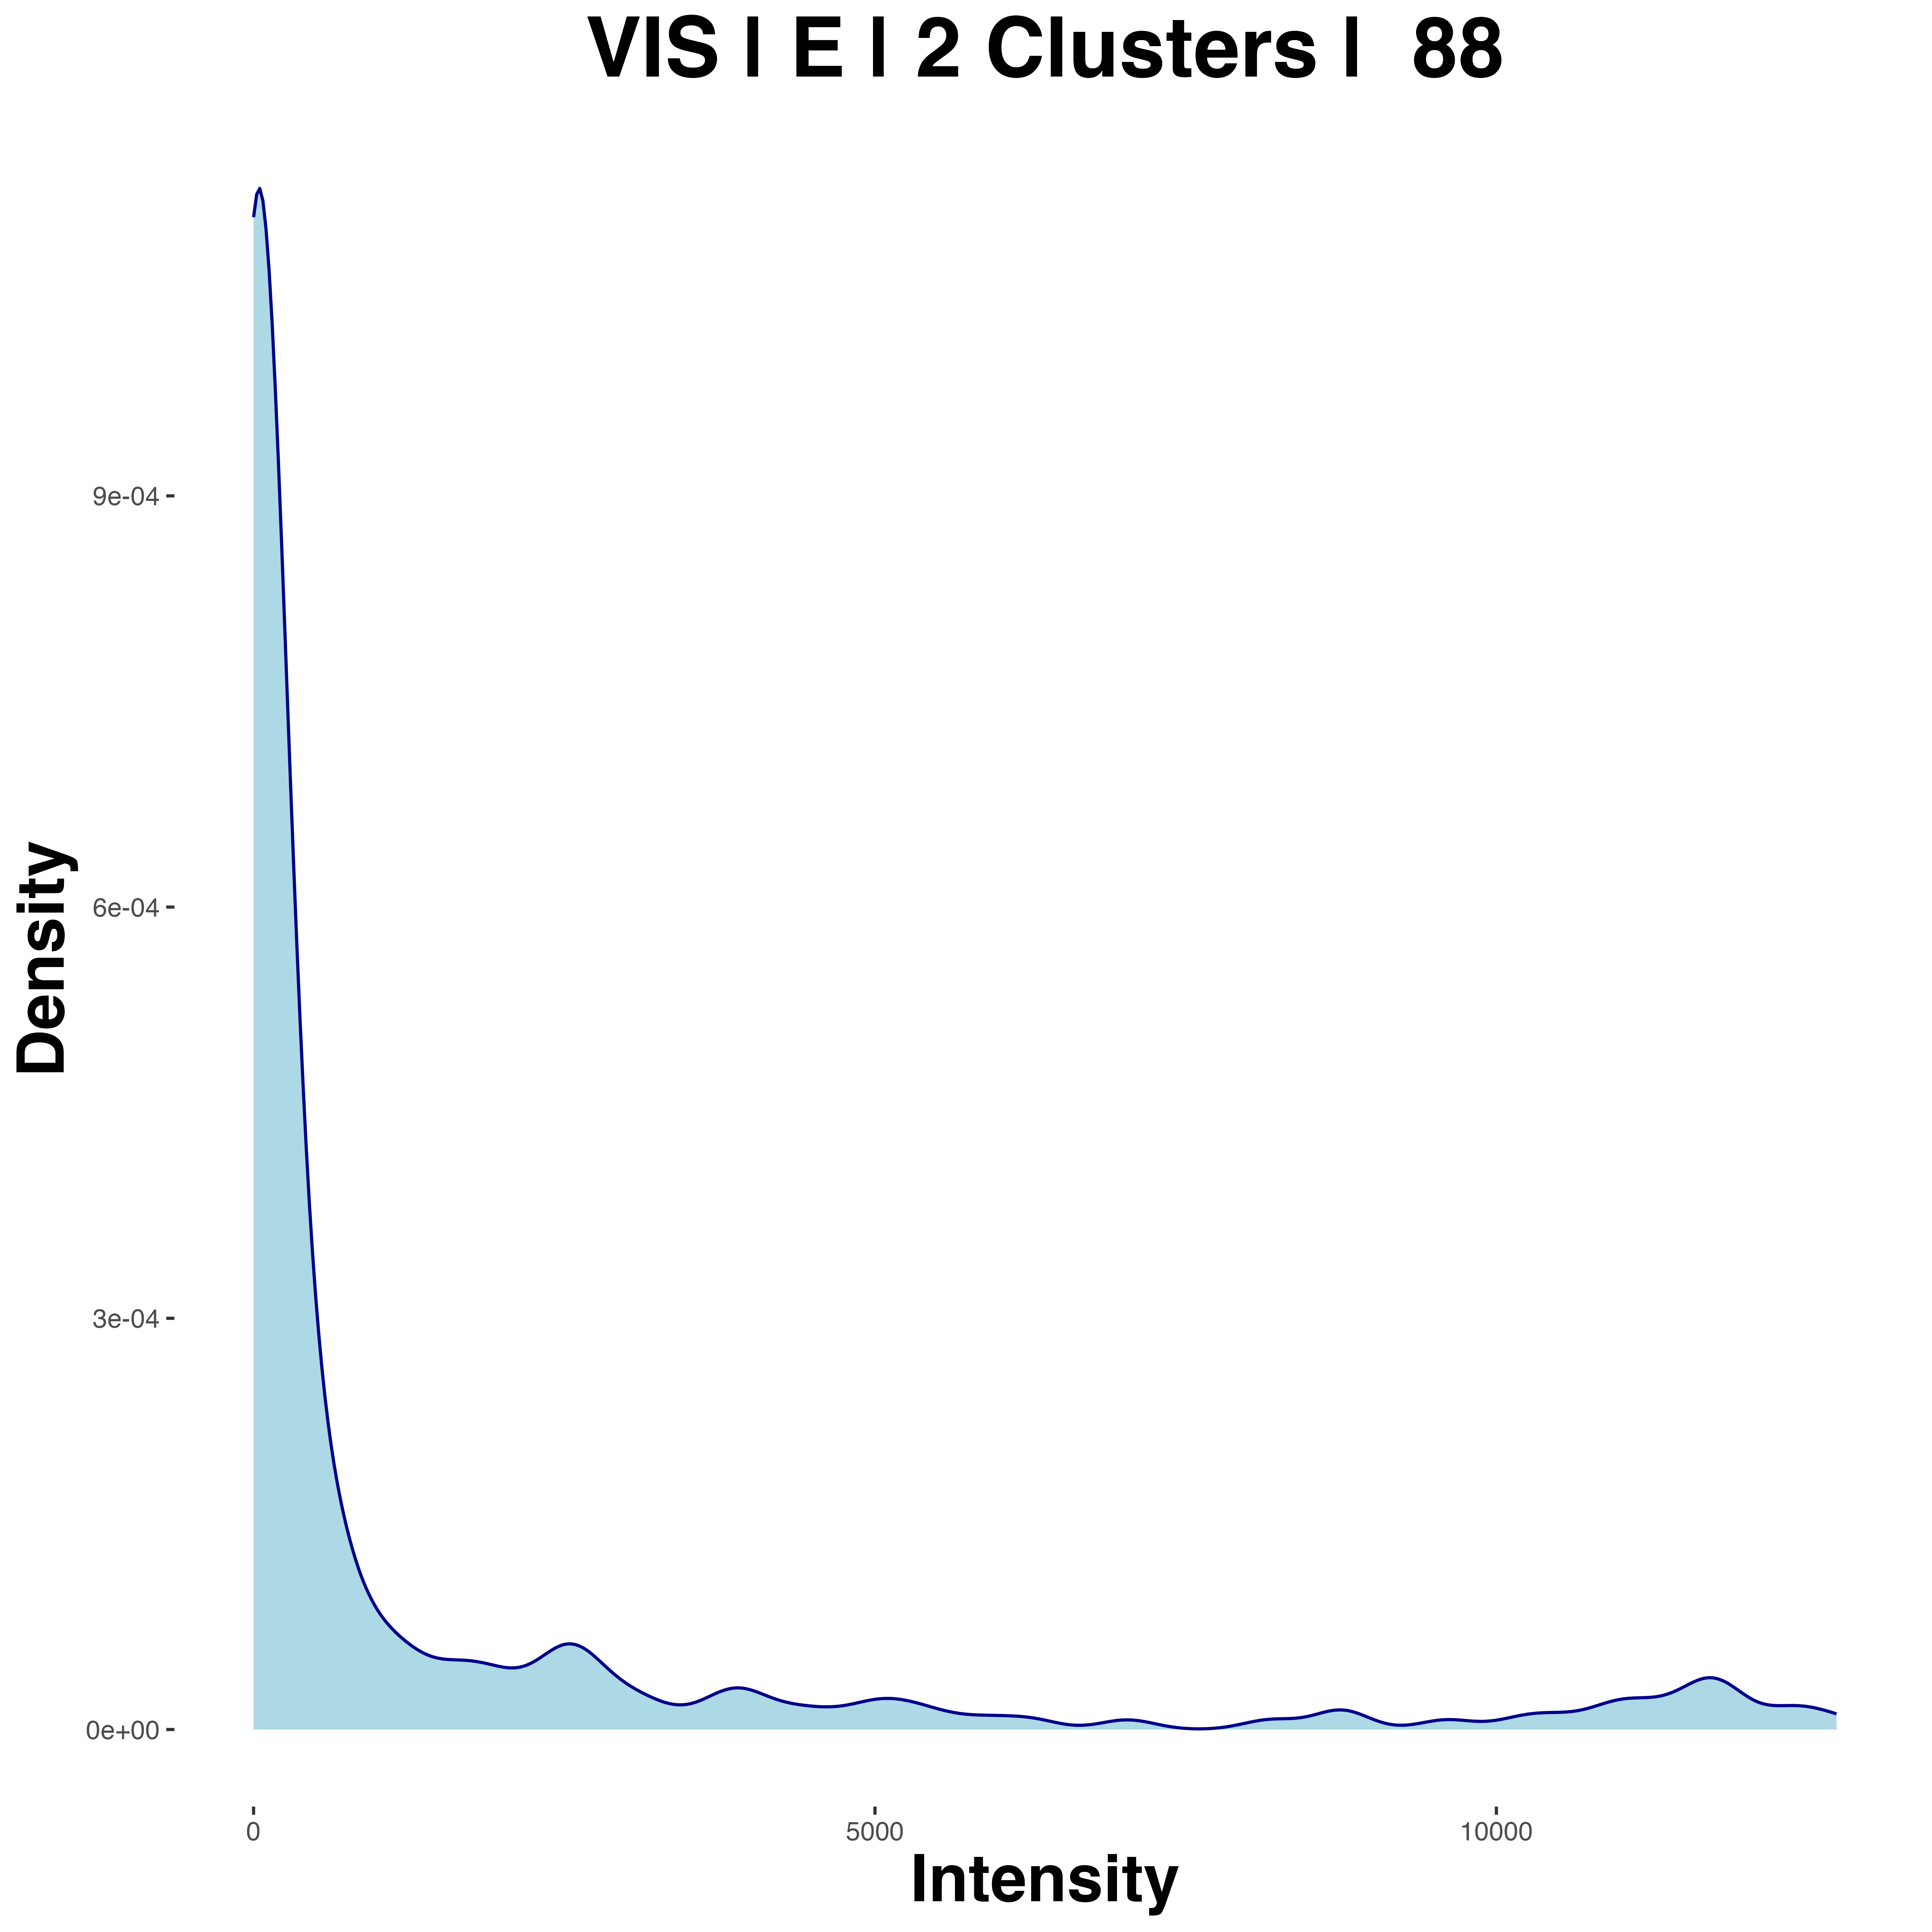 VIS | E | 2 Clusters |  88
9e-04
6e-04
3e-04
0e+00
Density
0
5000
10000
Intensity